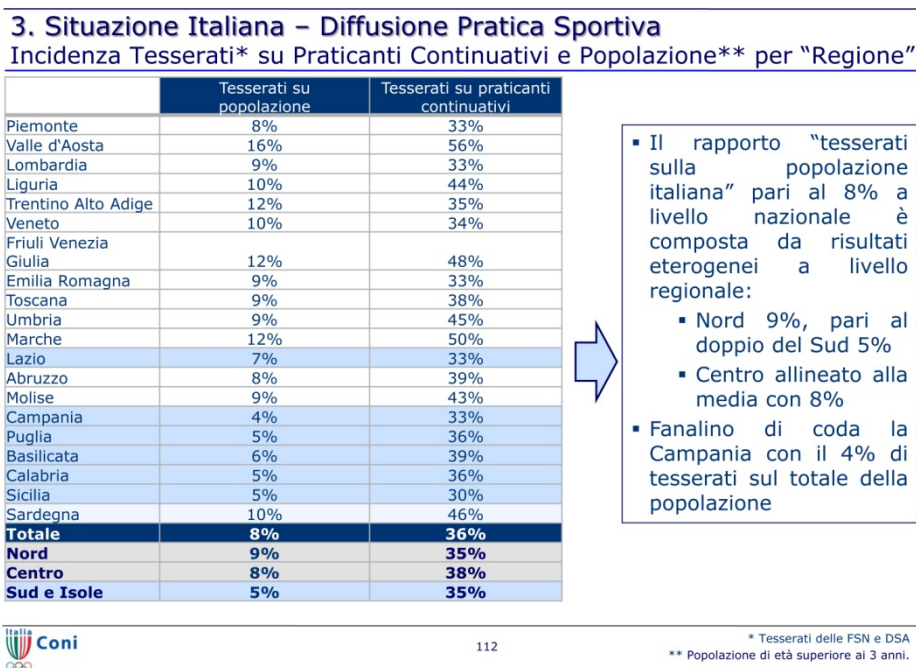 3. Situazione Italiana – Diffusione Pratica Sportiva
Incidenza Tesserati* su Praticanti Continuativi e Popolazione** per “Regione”
Tesserati su popolazione Tesserati su praticanti continuativi
Piemonte 8% 33%
Valle d'Aosta 16% 56%
Lombardia 9% 33%
Liguria 10% 44%
Trentino Alto Adige 12% 35%
Veneto 10% 34%
Friuli Venezia
Giulia 12% 48%
Emilia Romagna 9% 33%
Toscana 9% 38%
Umbria 9% 45%
Marche 12% 50%
Lazio 7% 33%
Abruzzo 8% 39%
Molise 9% 43%
Campania 4% 33%
Puglia 5% 36%
Basilicata 6% 39%
Calabria 5% 36%
Sicilia 5% 30%
Sardegna 10% 46%
Totale 8% 36%
Nord 9% 35%
Centro 8% 38%
Sud e Isole 5% 35%
▪ Il rapporto “tesserati
sulla popolazione
italiana” pari al 8% a
livello nazionale è
composta da risultati
eterogenei a livello
regionale:
▪ Nord 9%, pari al
doppio del Sud 5%
▪ Centro allineato alla
media con 8%
▪ Fanalino di coda la
Campania con il 4% di
tesserati sul totale della
popolazione
Italia
Coni
112
* Tesserati delle FSN e DSA
** Popolazione di età superiore ai 3 anni.